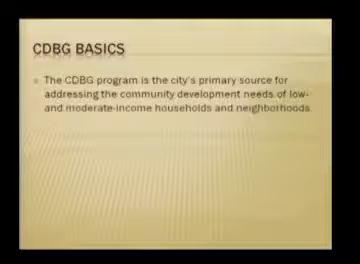 CDBG BASICS
The CDBG program is the city's primary source for
addressing the community development needs of low-
and moderate-income households and neighborhoods.